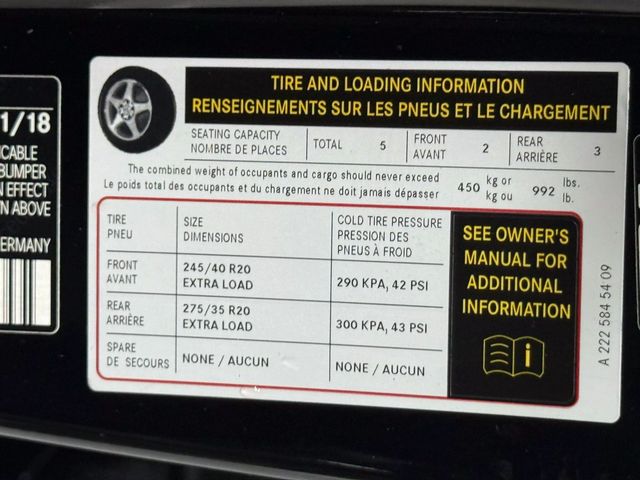 1/18
CABLE
BUMPER
N EFFECT
WN ABOVE
GERMANY
TIRE AND LOADING INFORMATION
RENSEIGNEMENTS SUR LES PNEUS ET LE CHARGEMENT
SEATING CAPACITY
NOMBRE DE PLACES
TOTAL 5
FRONT
AVANT 2
REAR
ARRIÈRE 3
The combined weight of occupants and cargo should never exceed
Le poids total des occupants et du chargement ne doit jamais dépasser
450 kg or
kg ou
992 lbs.
lb.
TIRE
PNEU
SIZE
DIMENSIONS
COLD TIRE PRESSURE
PRESSION DES
PNEUS À FROID
FRONT
AVANT
245/40 R20
EXTRA LOAD
290 KPA, 42 PSI
REAR
ARRIÈRE
275/35 R20
EXTRA LOAD
300 KPA, 43 PSI
SPARE
DE SECOURS
NONE / AUCUN
NONE / AUCUN
SEE OWNER'S
MANUAL FOR
ADDITIONAL
INFORMATION
i
A 222 584 54 09